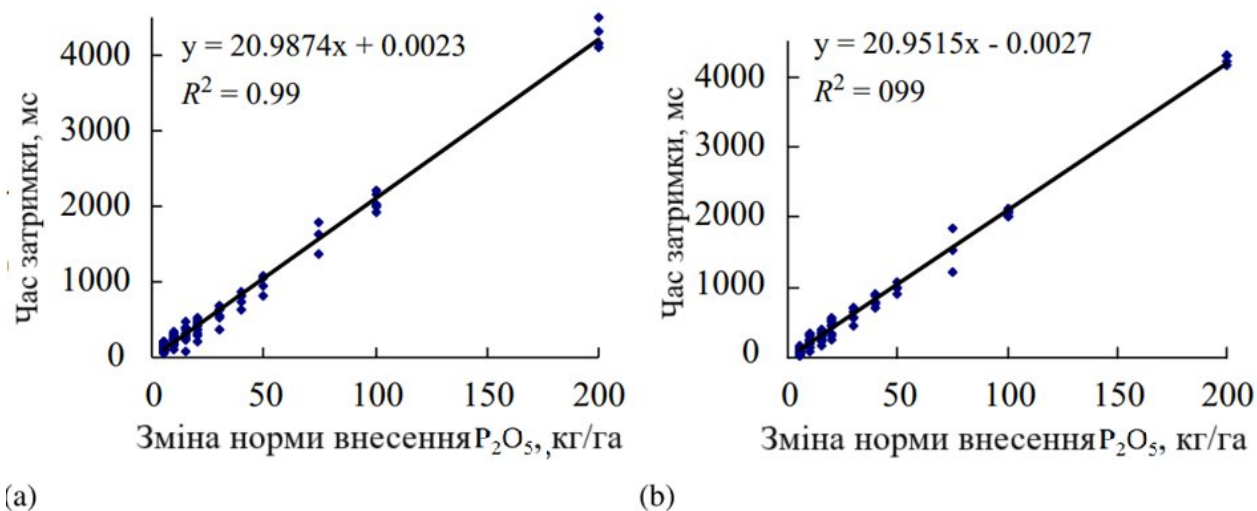 y = 20.9874x + 0.0023
R² = 0.99
Час затримки, мс
4000
3000
2000
1000
0
0 50 100 150 200
Зміна норми внесення P₂O₅, ,кг/га
(a)
y = 20.9515x - 0.0027
R² = 099
Час затримки, мс
4000
3000
2000
1000
0
0 50 100 150 200
Зміна норми внесення P₂O₅, кг/га
(b)